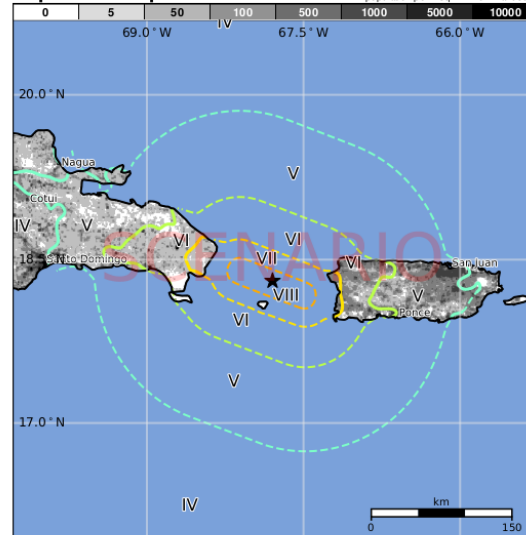 0 5 50 100 500 1000 5000 10000
IV
69.0°W 67.5°W 66.0°W
20.0°N
Nagua
V
Cotui
IV V VI VI
SCENARIO
18.5°N Santo Domingo VII VI San Juan
VIII V
VI Ponce
V
17.0°N
IV
km
0 150